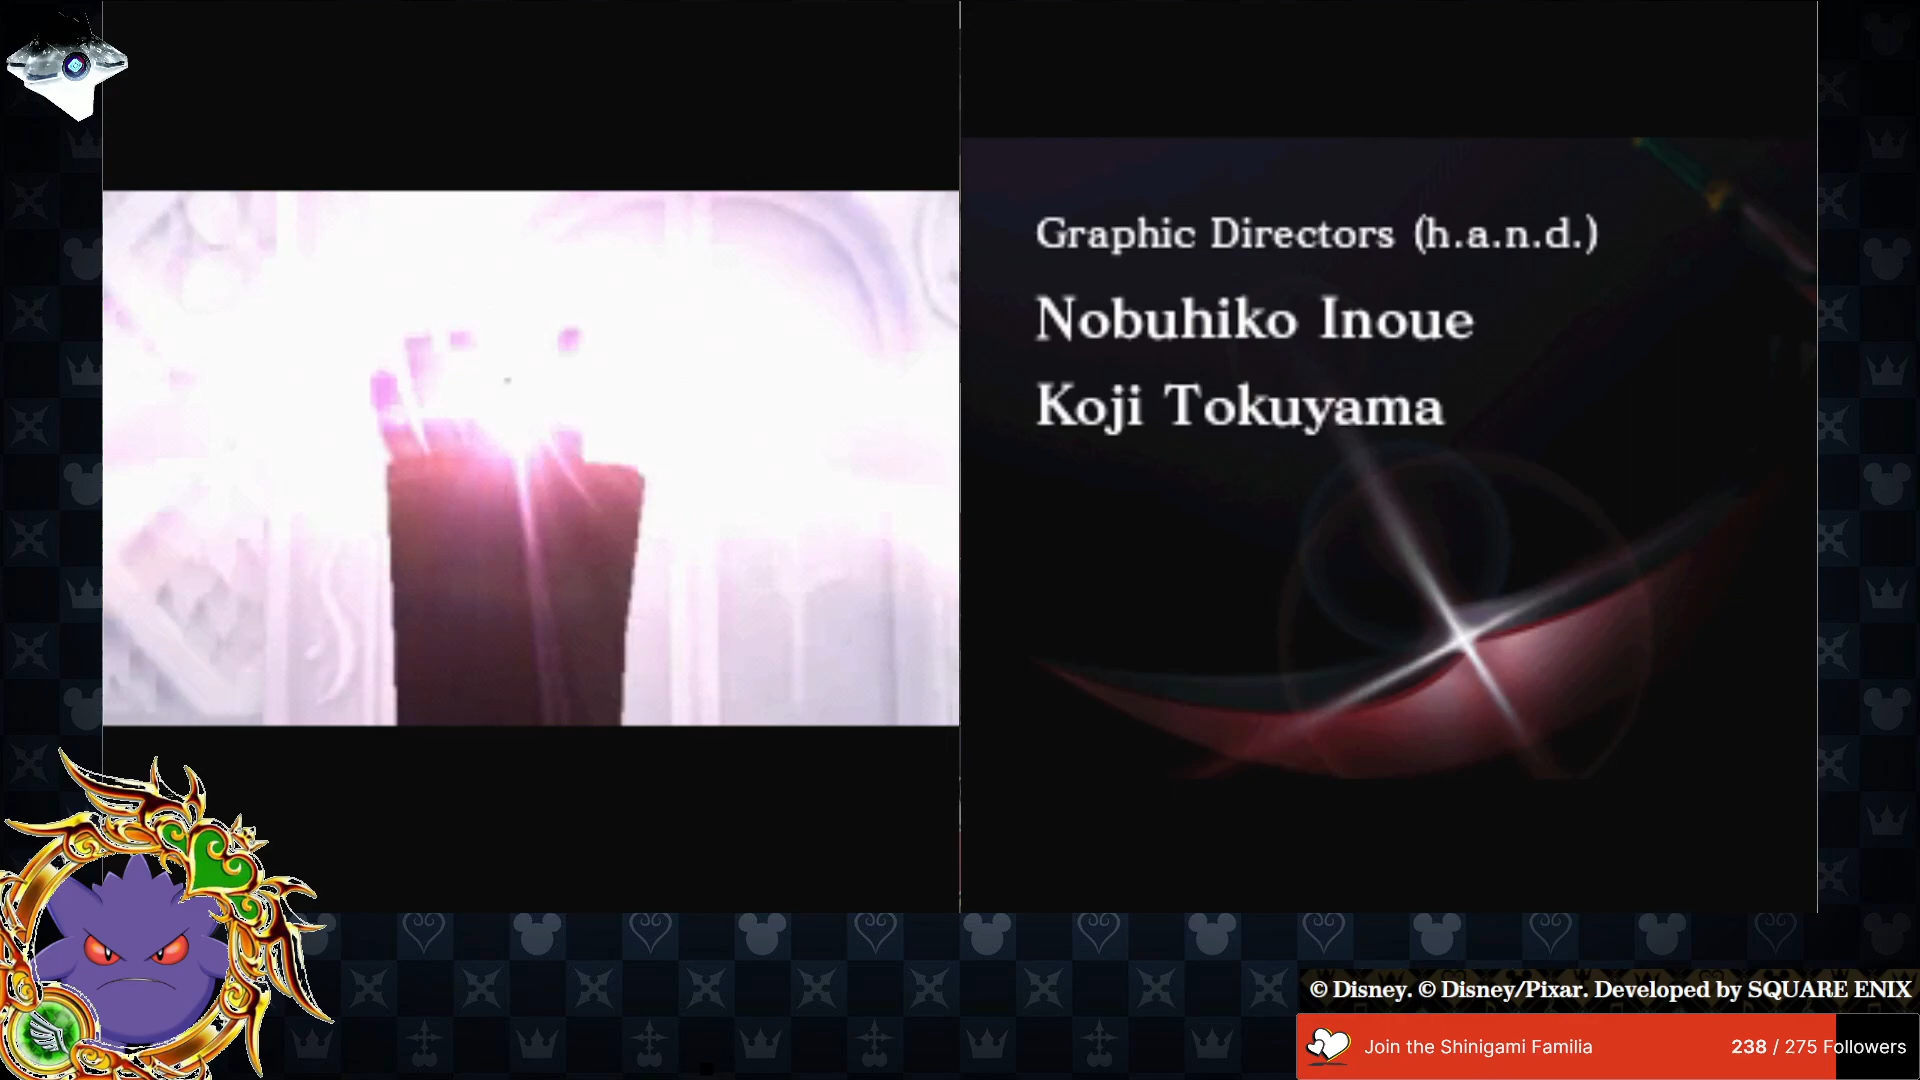 Graphic Directors (h.a.n.d.)
Nobuhiko Inoue
Koji Tokuyama
© Disney. © Disney/Pixar. Developed by SQUARE ENIX
Join the Shinigami Familia 238 / 275 Followers